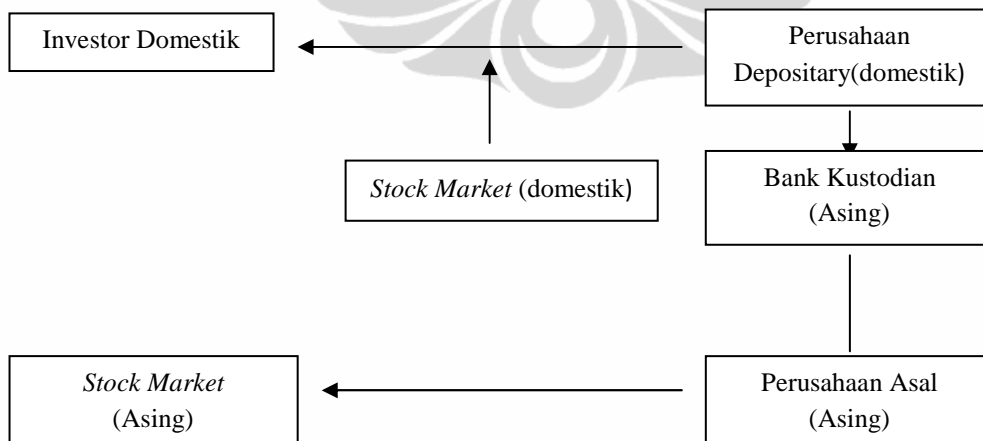 Investor Domestik
Perusahaan
Depositary(domestik)
Stock Market (domestik)
Bank Kustodian
(Asing)
Stock Market
(Asing)
Perusahaan Asal
(Asing)